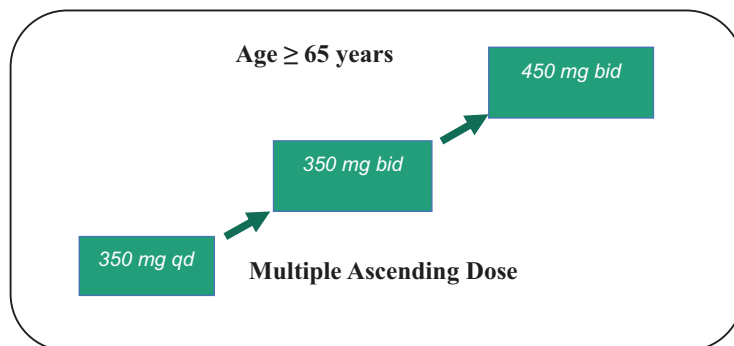 Age ≥ 65 years
450 mg bid
350 mg bid
350 mg qd
Multiple Ascending Dose